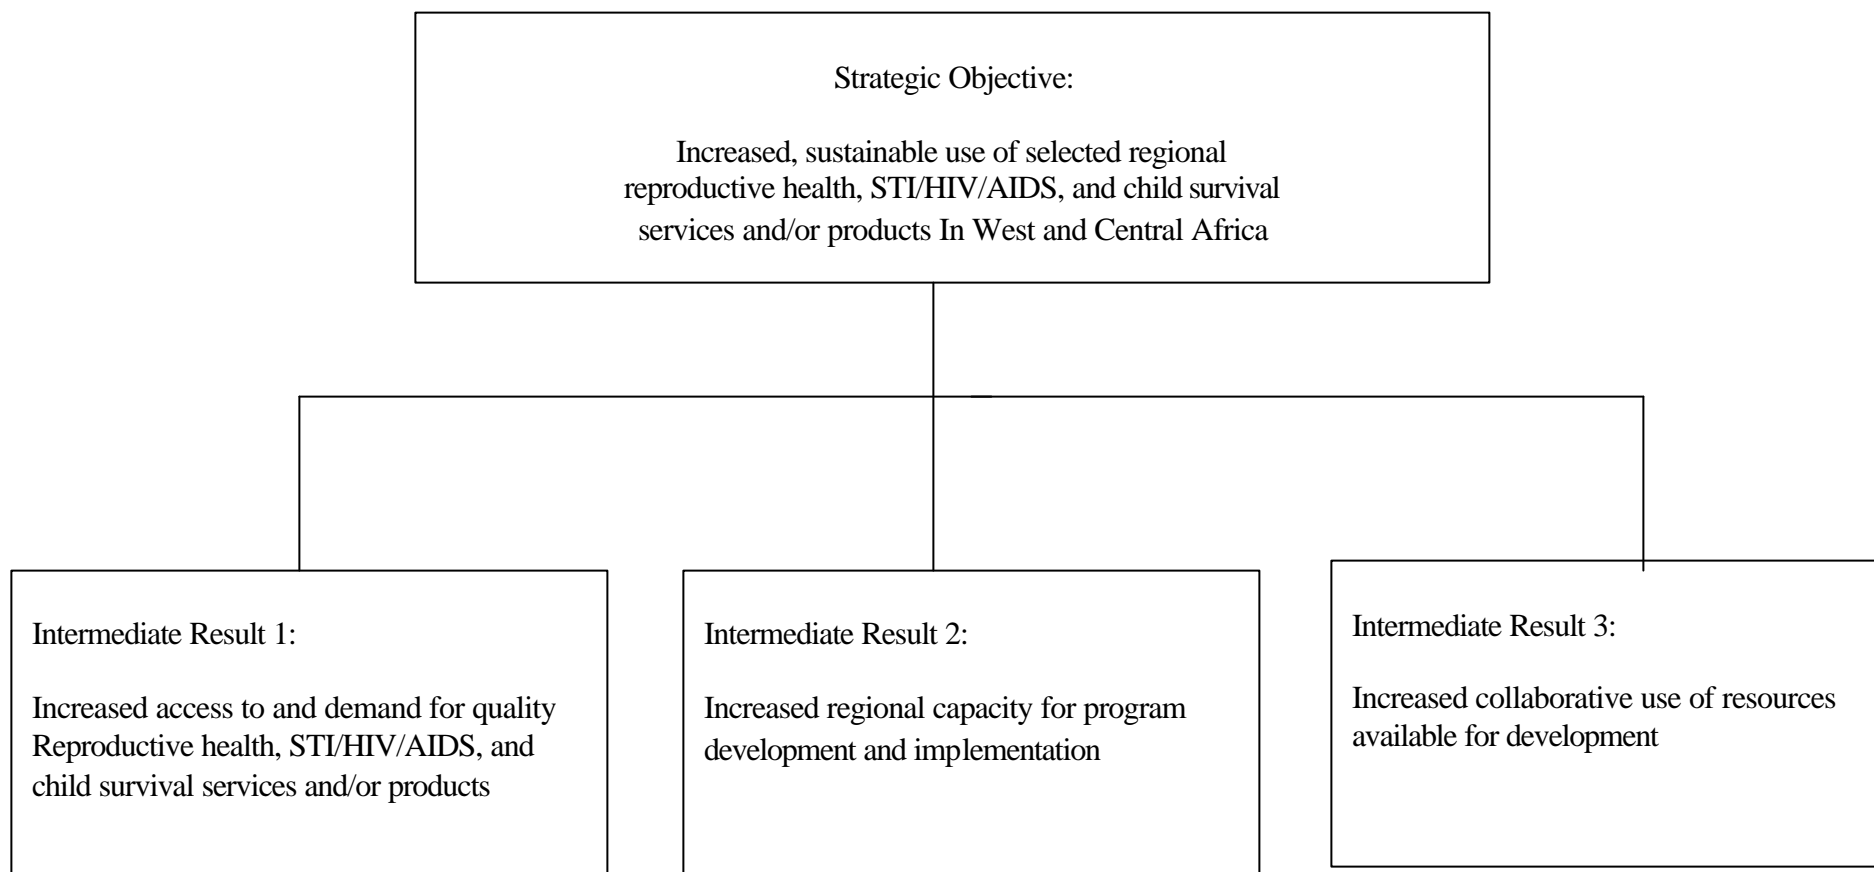 Strategic Objective:
Increased, sustainable use of selected regional
reproductive health, STI/HIV/AIDS, and child survival
services and/or products In West and Central Africa
Intermediate Result 1:
Increased access to and demand for quality
Reproductive health, STI/HIV/AIDS, and
child survival services and/or products
Intermediate Result 2:
Increased regional capacity for program
development and implementation
Intermediate Result 3:
Increased collaborative use of resources
available for development